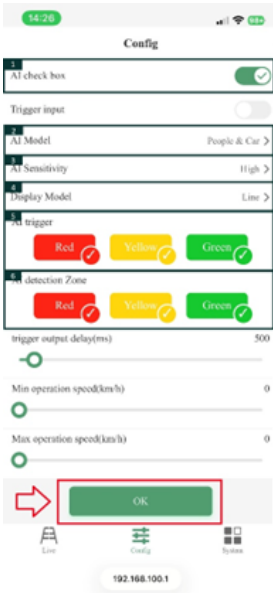 14:26
Config
1
AI check box
Trigger input
2
AI Model People & Car >
3
AI Sensitivity High >
4
Display Model Line >
5
AI trigger
Red Yellow Green
6
AI detection Zone
Red Yellow Green
trigger output delay(ms) 500
Min operation speed(km/h) 0
Max operation speed(km/h) 0
OK
Live Config System
192.168.100.1